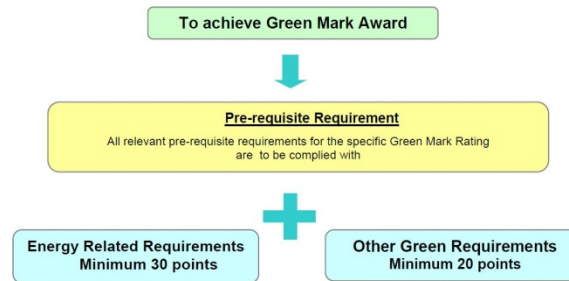 To achieve Green Mark Award
Pre-requisite Requirement
All relevant pre-requisite requirements for the specific Green Mark Rating
are to be complied with
Energy Related Requirements
Minimum 30 points
Other Green Requirements
Minimum 20 points